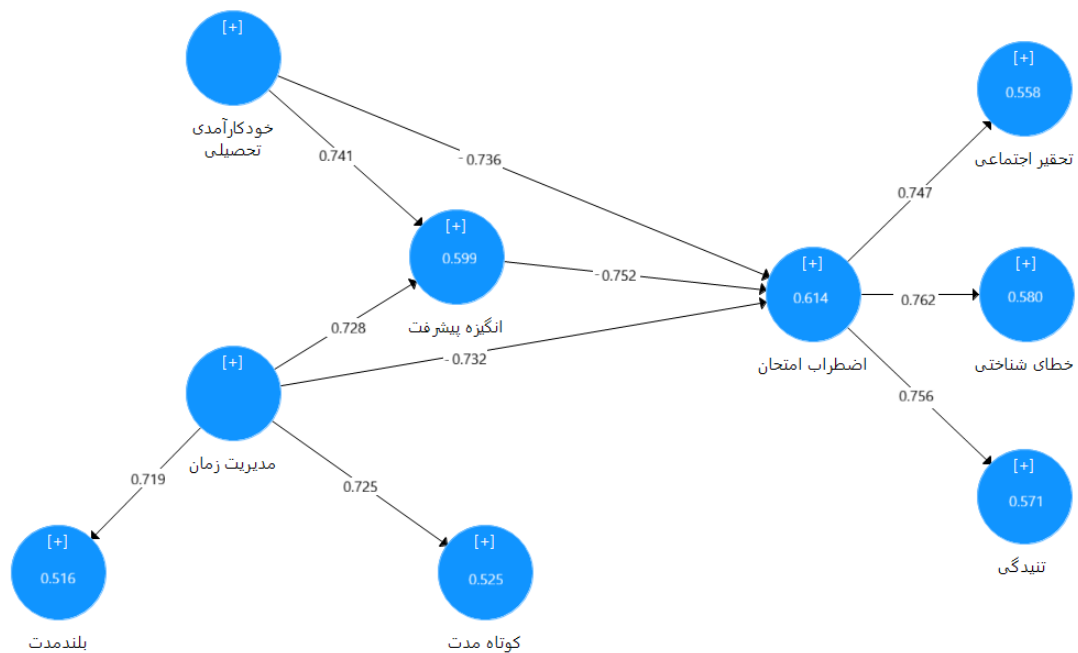 [+]
خودکارآمدی
تحصیلی
[+]
0.558
تحقیر اجتماعی
0.741
- 0.736
0.747
[+]
0.599
انگیزه پیشرفت
- 0.752
[+]
0.614
اضطراب امتحان
0.762
[+]
0.580
خطای شناختی
0.728
- 0.732
[+]
مدیریت زمان
0.756
[+]
0.571
تنیدگی
0.719
0.725
[+]
0.516
بلندمدت
[+]
0.525
کوتاه مدت